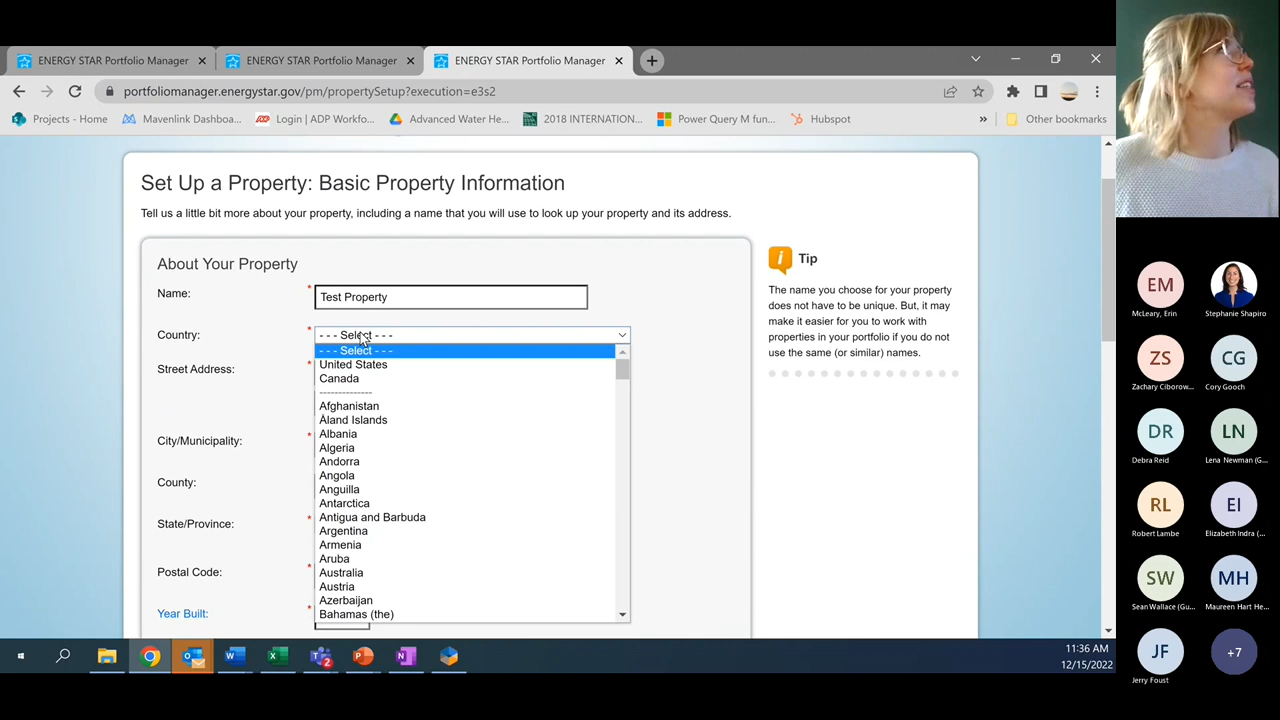 ENERGY STAR Portfolio Manager
ENERGY STAR Portfolio Manager
ENERGY STAR Portfolio Manager
portfoliomanager.energystar.gov/pm/propertySetup?execution=e3s2
Projects - Home
Mavenlink Dashboa...
Login | ADP Workfo...
Advanced Water He...
2018 INTERNATION...
Power Query M fun...
Hubspot
»
Other bookmarks
Set Up a Property: Basic Property Information
Tell us a little bit more about your property, including a name that you will use to look up your property and its address.
About Your Property
Name:
*
Test Property
Country:
*
- - - Select - - -
- - - Select - - -
United States
Canada
--------------
Afghanistan
Åland Islands
Albania
Algeria
Andorra
Angola
Anguilla
Antarctica
Antigua and Barbuda
Argentina
Armenia
Aruba
Australia
Austria
Azerbaijan
Bahamas (the)
Street Address:
*
City/Municipality:
*
County:
State/Province:
*
Postal Code:
*
Year Built:
*
Tip
The name you choose for your property
does not have to be unique. But, it may
make it easier for you to work with
properties in your portfolio if you do
not use the same (or similar) names.
11:36 AM
12/15/2022
EM
McLeary, Erin
Stephanie Shapiro
ZS
Zachary Ciborow...
CG
Cory Gooch
DR
Debra Reid
LN
Lena Newman (G...
RL
Robert Lambe
EI
Elizabeth Indra (...
SW
Sean Wallace (Gu...
MH
Maureen Hart He...
JF
Jerry Foust
+7